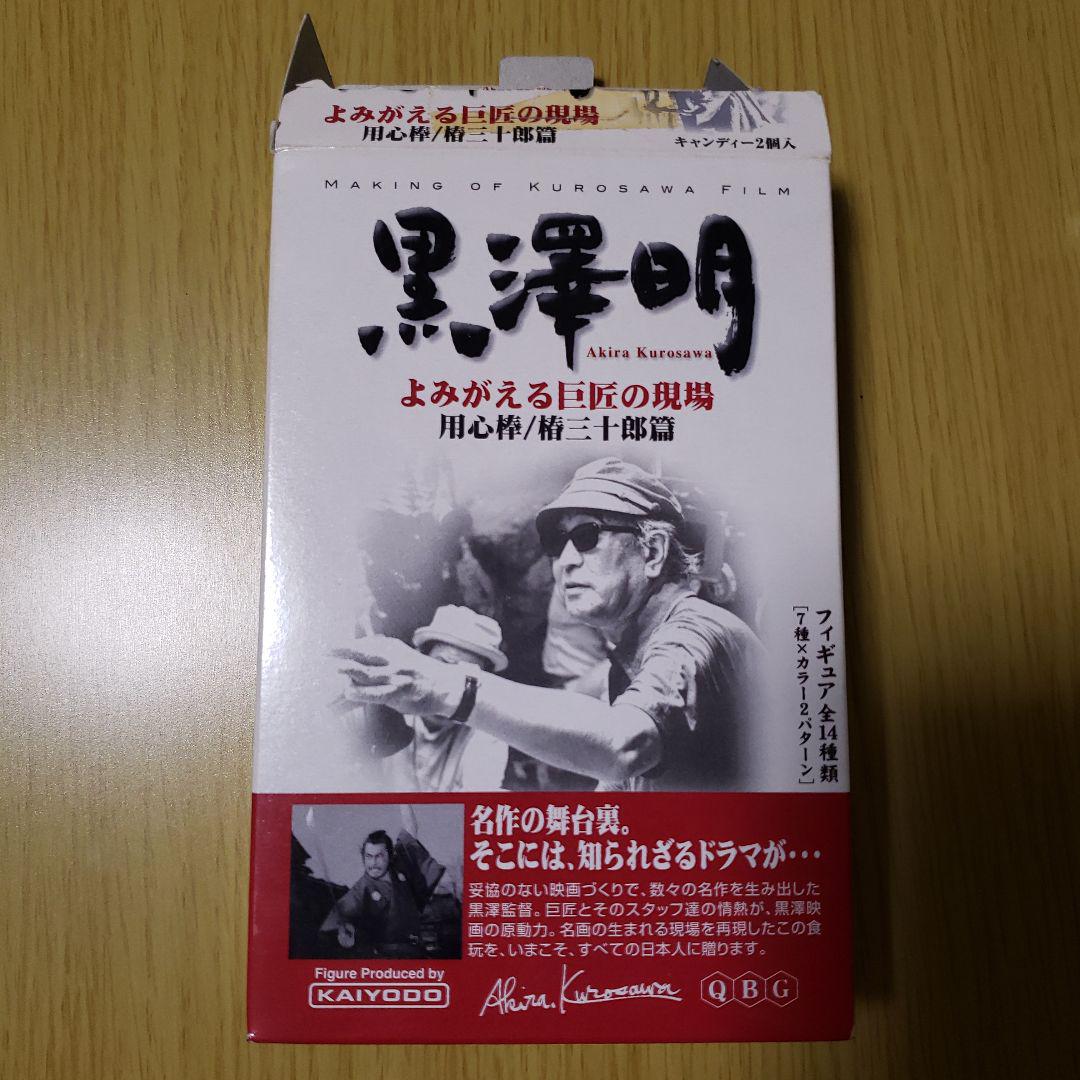 よみがえる巨匠の現場
用心棒/椿三十郎篇
キャンディー2個入
MAKING OF KUROSAWA FILM
黒澤明
Akira Kurosawa
よみがえる巨匠の現場
用心棒/椿三十郎篇
フィギュア全14種類
[7種×カラー2パターン]
名作の舞台裏。
そこには、知られざるドラマが・・・
妥協のない映画づくりで、数々の名作を生み出した
黒澤監督。巨匠とそのスタッフ達の情熱が、黒澤映
画の原動力。名画の生まれる現場を再現したこの食
玩を、いまこそ、すべての日本人に贈ります。
Figure Produced by
KAIYODO
Akira.Kurosawa
QBG